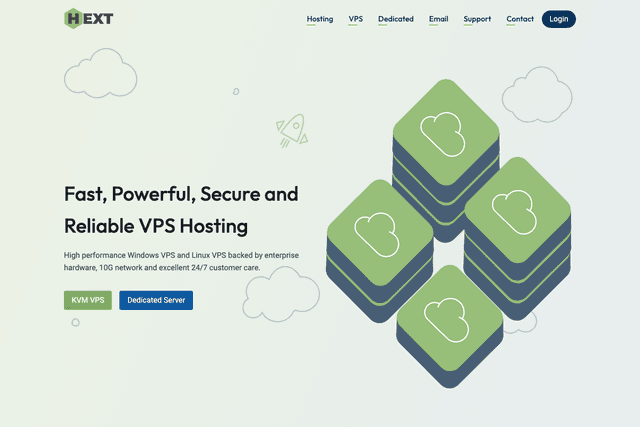 HEXT
Hosting VPS Dedicated Email Support Contact Login
Fast, Powerful, Secure and
Reliable VPS Hosting
High performance Windows VPS and Linux VPS backed by enterprise
hardware, 10G network and excellent 24/7 customer care.
KVM VPS Dedicated Server